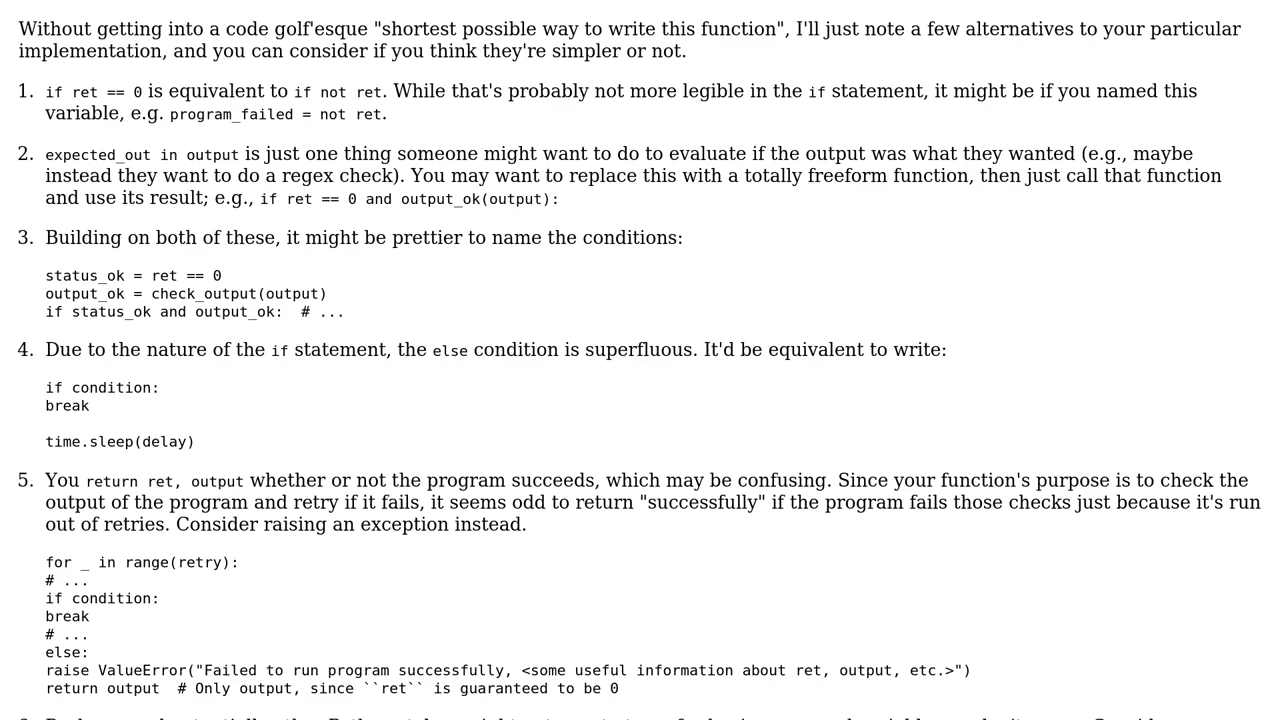 Without getting into a code golf'esque "shortest possible way to write this function", I'll just note a few alternatives to your particular
implementation, and you can consider if you think they're simpler or not.
1. if ret == 0 is equivalent to if not ret. While that's probably not more legible in the if statement, it might be if you named this
variable, e.g. program_failed = not ret.
2. expected_out in output is just one thing someone might want to do to evaluate if the output was what they wanted (e.g., maybe
instead they want to do a regex check). You may want to replace this with a totally freeform function, then just call that function
and use its result; e.g., if ret == 0 and output_ok(output):
3. Building on both of these, it might be prettier to name the conditions:
status_ok = ret == 0
output_ok = check_output(output)
if status_ok and output_ok:  # ...
4. Due to the nature of the if statement, the else condition is superfluous. It'd be equivalent to write:
if condition:
break
time.sleep(delay)
5. You return ret, output whether or not the program succeeds, which may be confusing. Since your function's purpose is to check the
output of the program and retry if it fails, it seems odd to return "successfully" if the program fails those checks just because it's run
out of retries. Consider raising an exception instead.
for _ in range(retry):
# ...
if condition:
break
# ...
else:
raise ValueError("Failed to run program successfully, <some useful information about ret, output, etc.>")
return output  # Only output, since ``ret`` is guaranteed to be 0